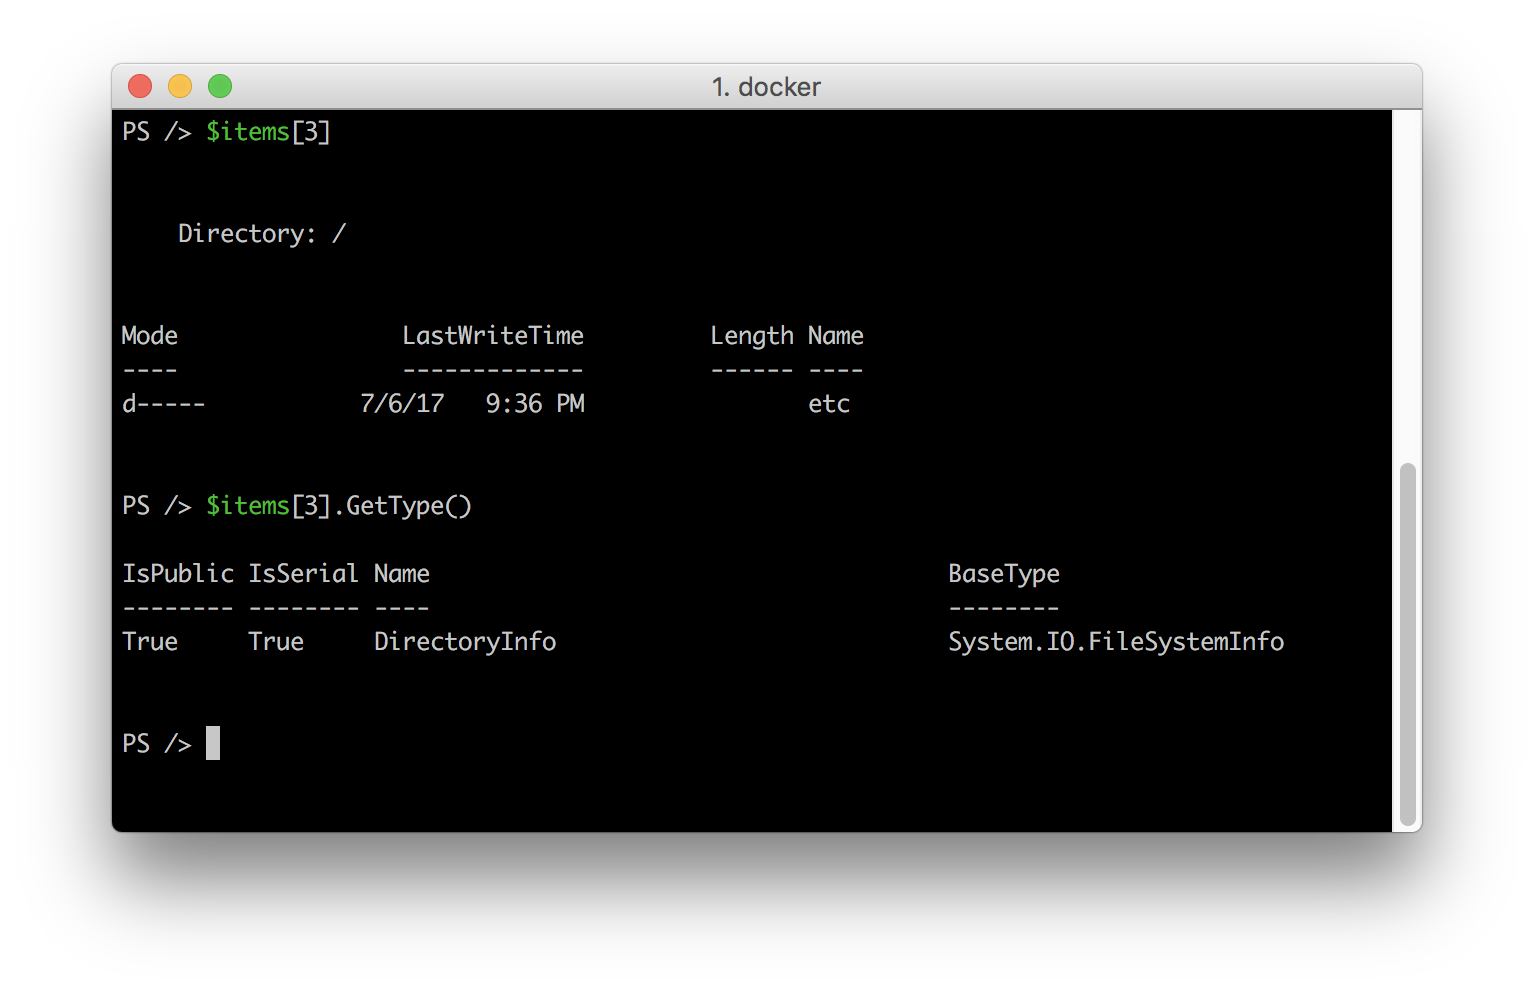 1. docker
PS /> $items[3]
    Directory: /
Mode                LastWriteTime         Length Name
----                -------------         ------ ----
d-----           7/6/17   9:36 PM                etc
PS /> $items[3].GetType()
IsPublic IsSerial Name                                     BaseType
-------- -------- ----                                     --------
True     True     DirectoryInfo                            System.IO.FileSystemInfo
PS />